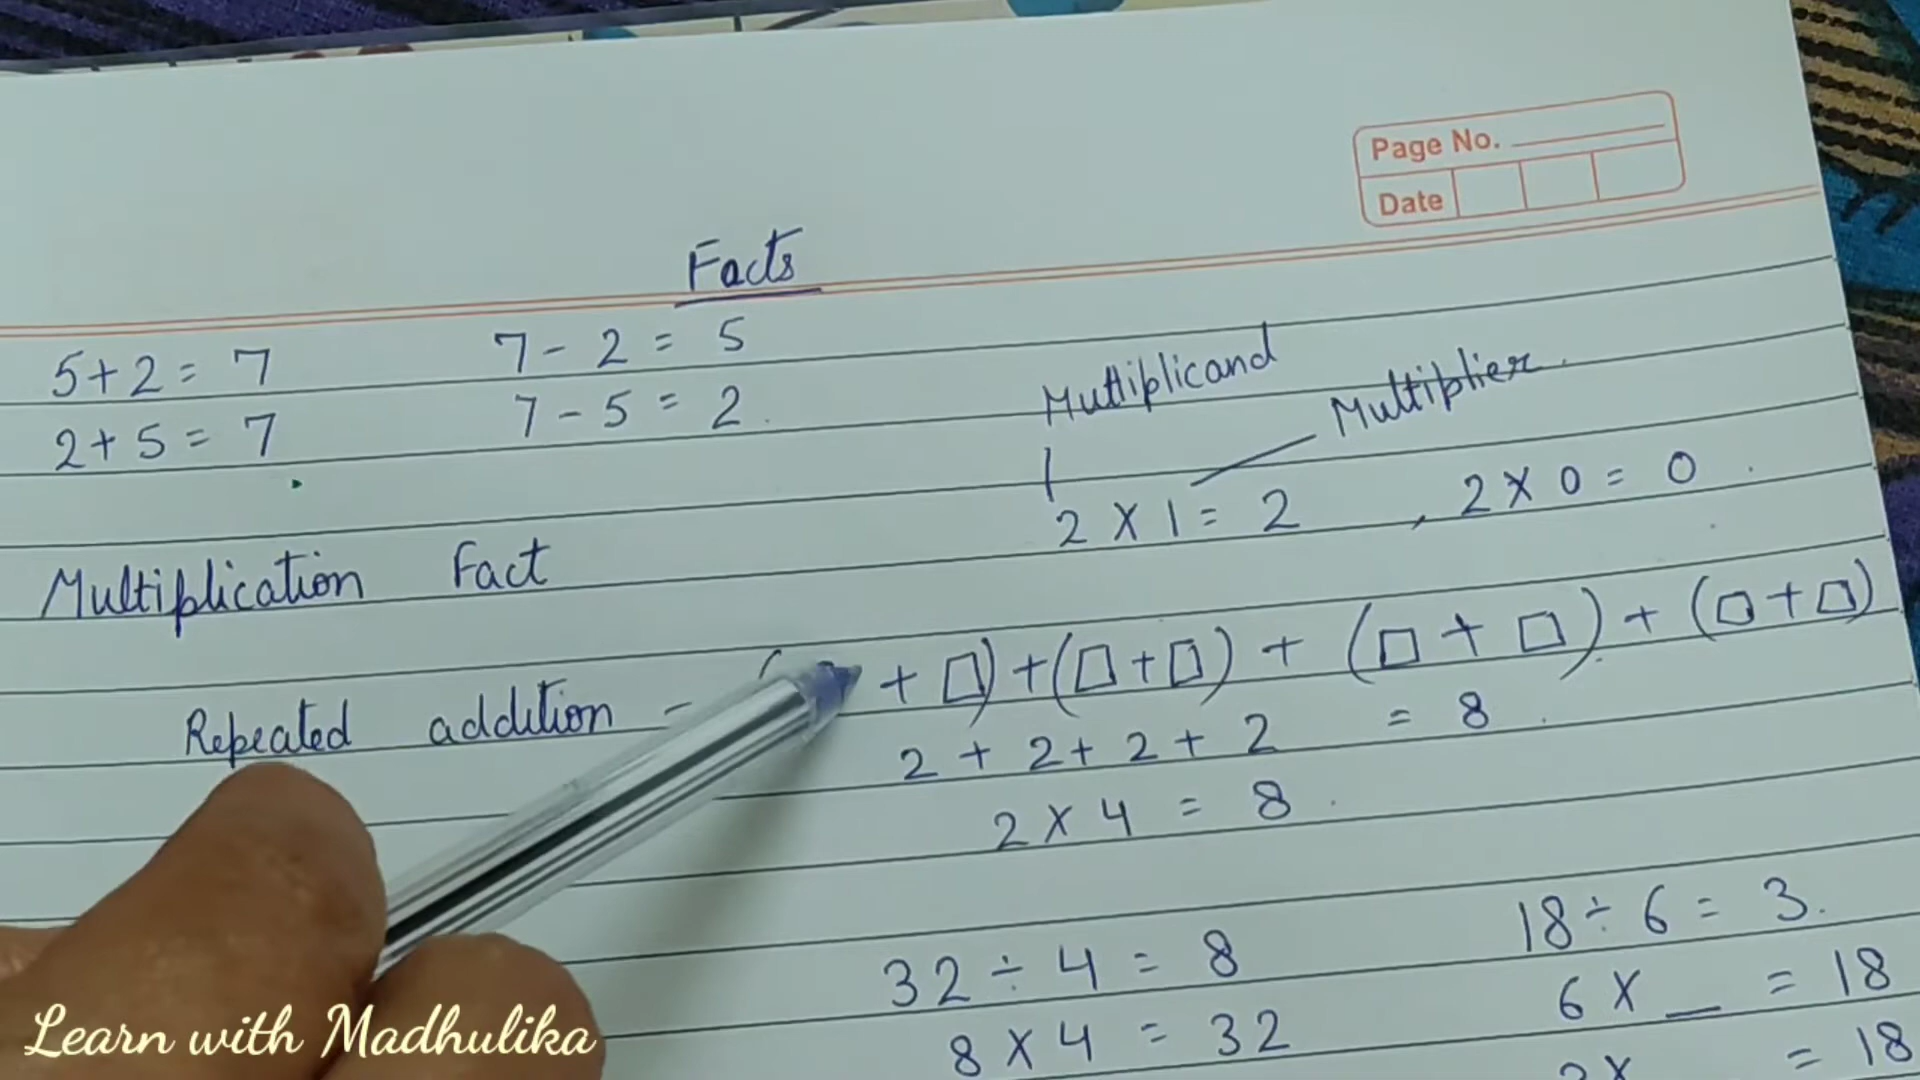 Page No.
Date
Facts
5+2 = 7
7 - 2 = 5
2+ 5 = 7
7 - 5 = 2
Multiplicand
Multiplier
2 X 1 = 2 , 2 X 0 = 0
Multiplication Fact
Repeated addition - ( + □) + (□+□) + (□ + □) + (□+□)
2 + 2 + 2 + 2 = 8
2 X 4 = 8
32 ÷ 4 = 8
18 ÷ 6 = 3.
8 X 4 = 32
6 X _ = 18
X = 18
Learn with Madhulika